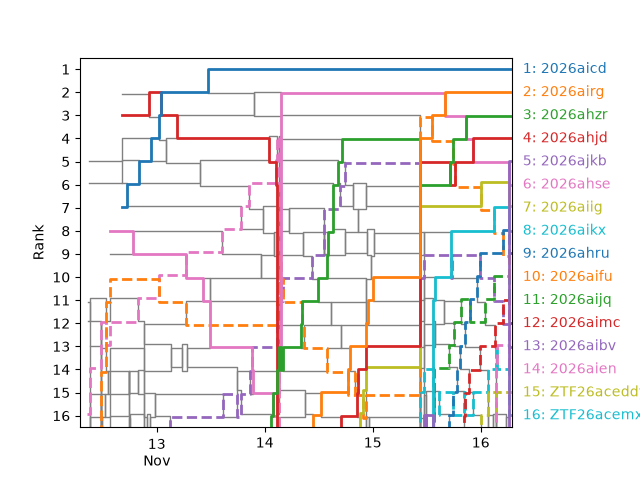 1
2
3
4
5
6
7
8
9
10
11
12
13
14
15
16
Rank
13
14
15
16
Nov
1: 2026aicd
2: 2026airg
3: 2026ahzr
4: 2026ahjd
5: 2026ajkb
6: 2026ahse
7: 2026aiig
8: 2026aikx
9: 2026ahru
10: 2026aifu
11: 2026aijq
12: 2026aimc
13: 2026aibv
14: 2026aien
15: ZTF26acedd
16: ZTF26acemx